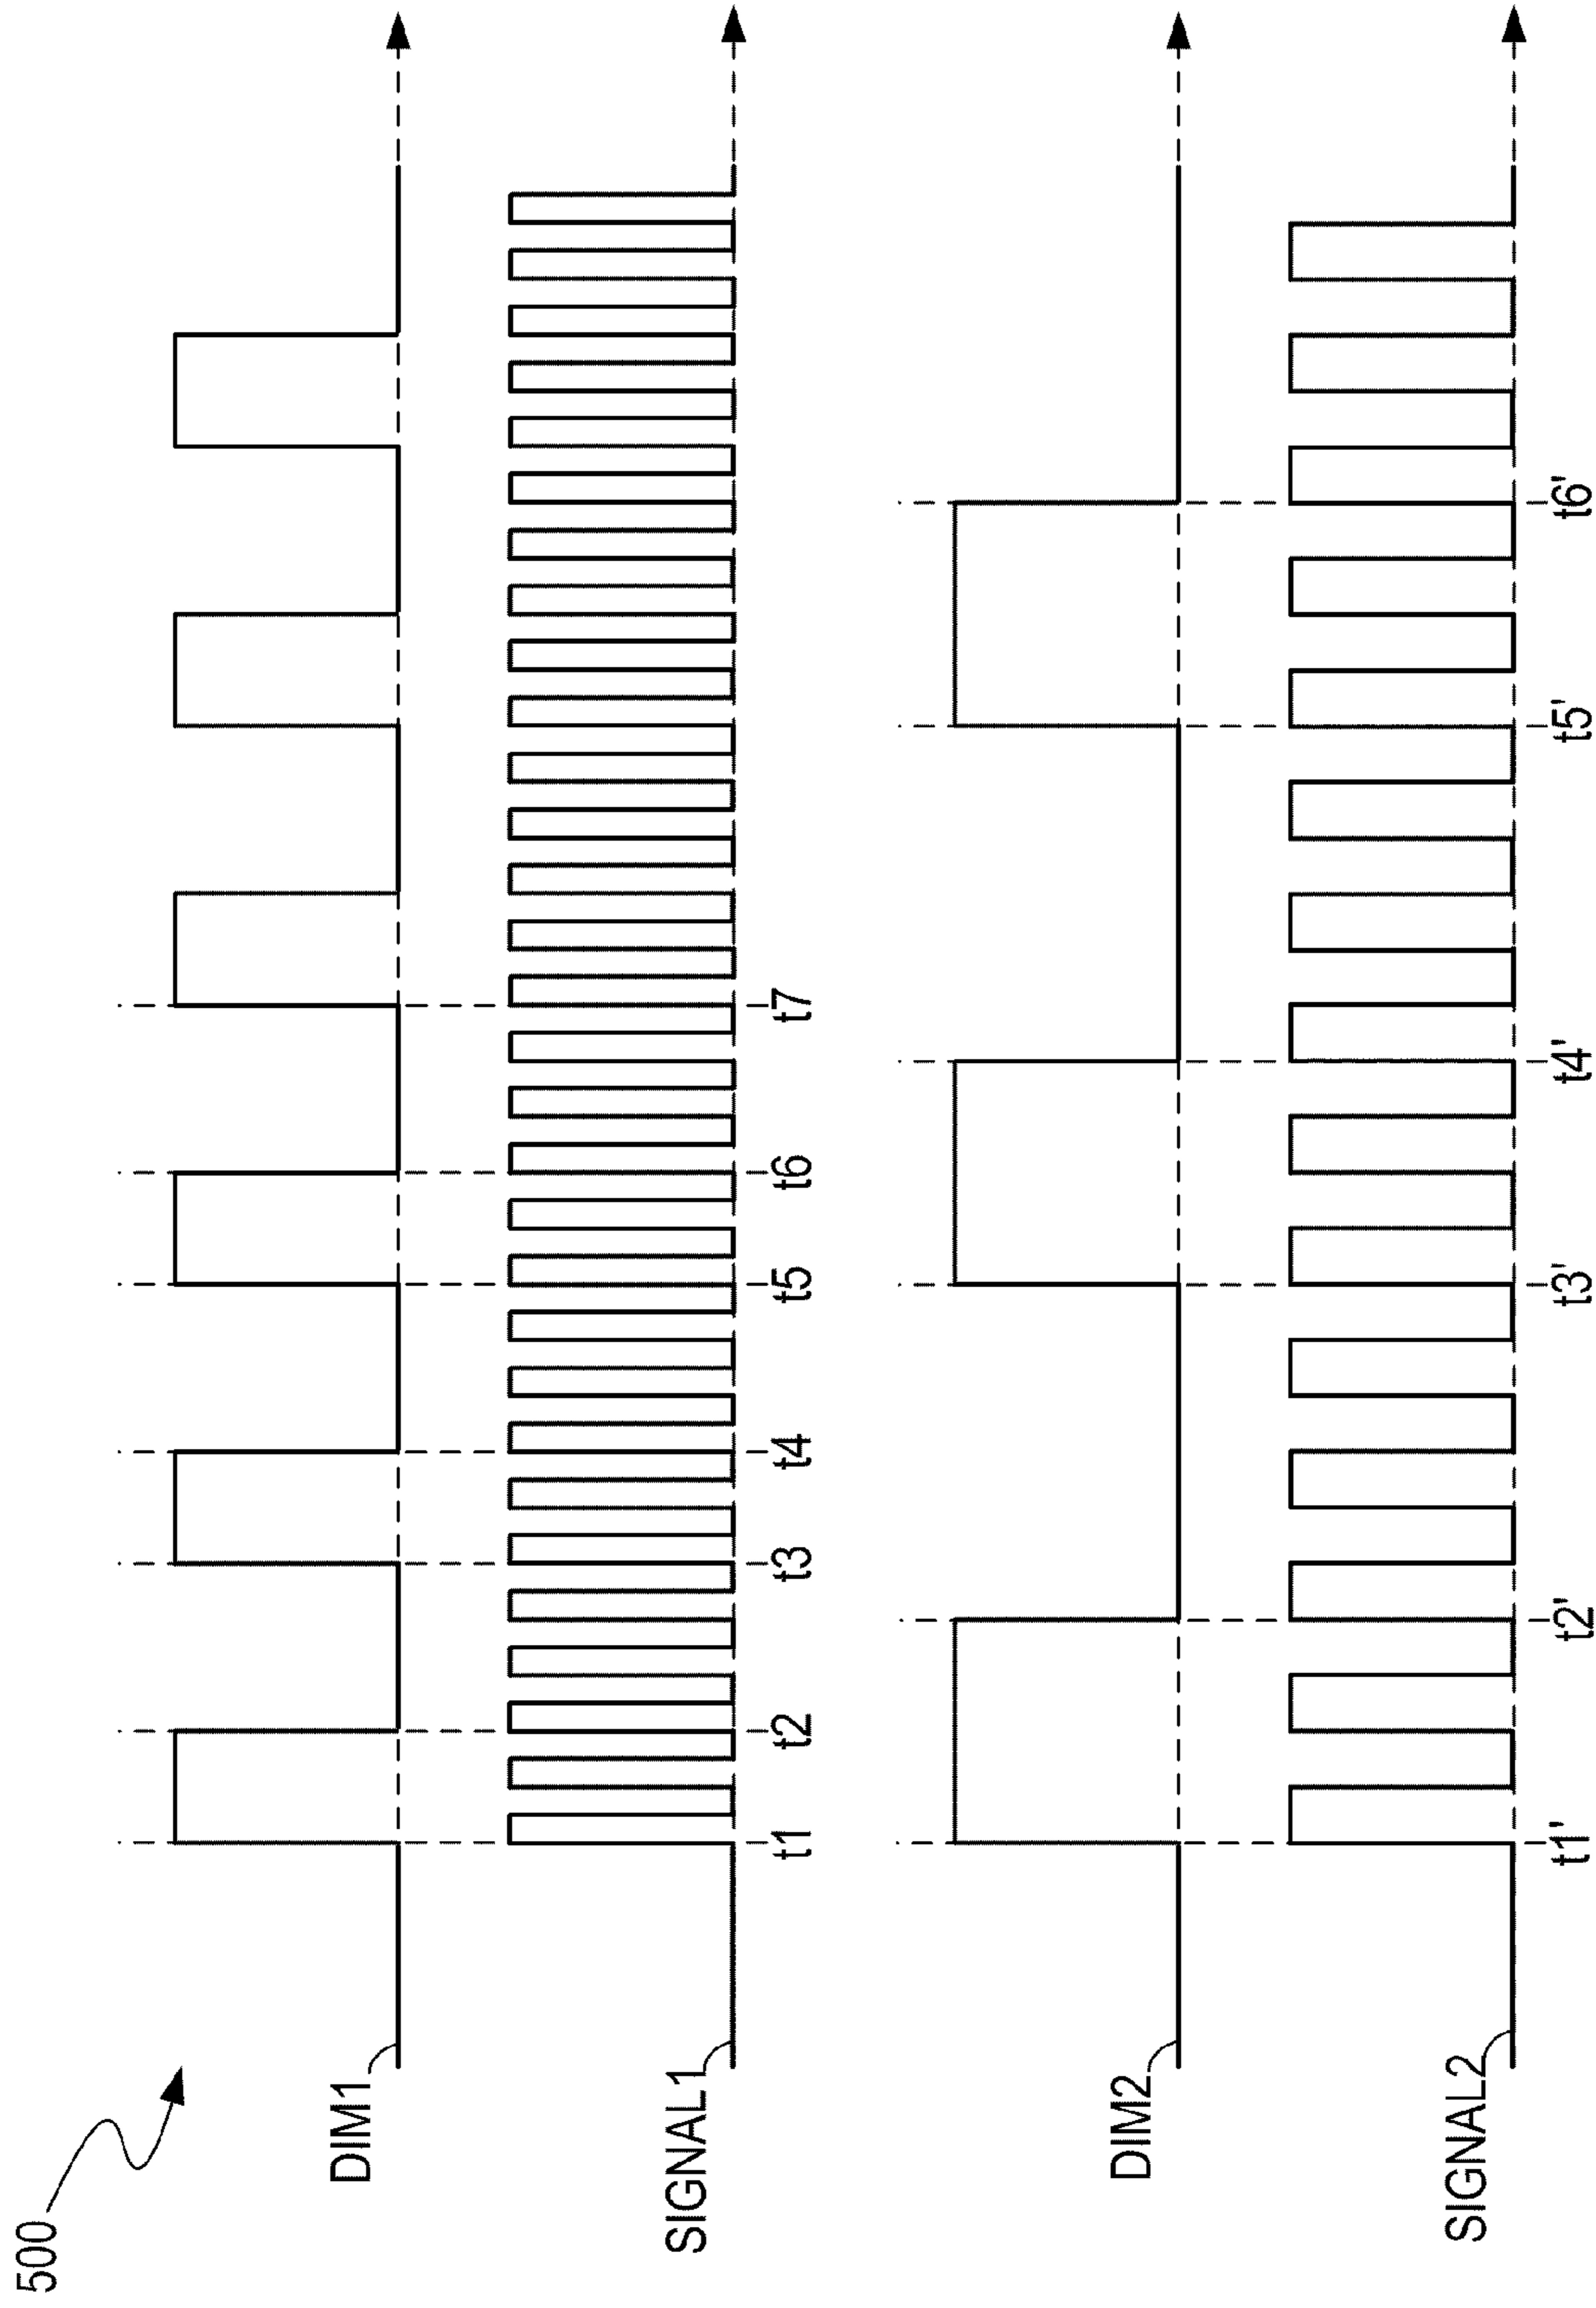 500
DIM1
SIGNAL1
t1 t2 t3 t4 t5 t6 t7
DIM2
SIGNAL2
t1' t2' t3' t4' t5' t6'